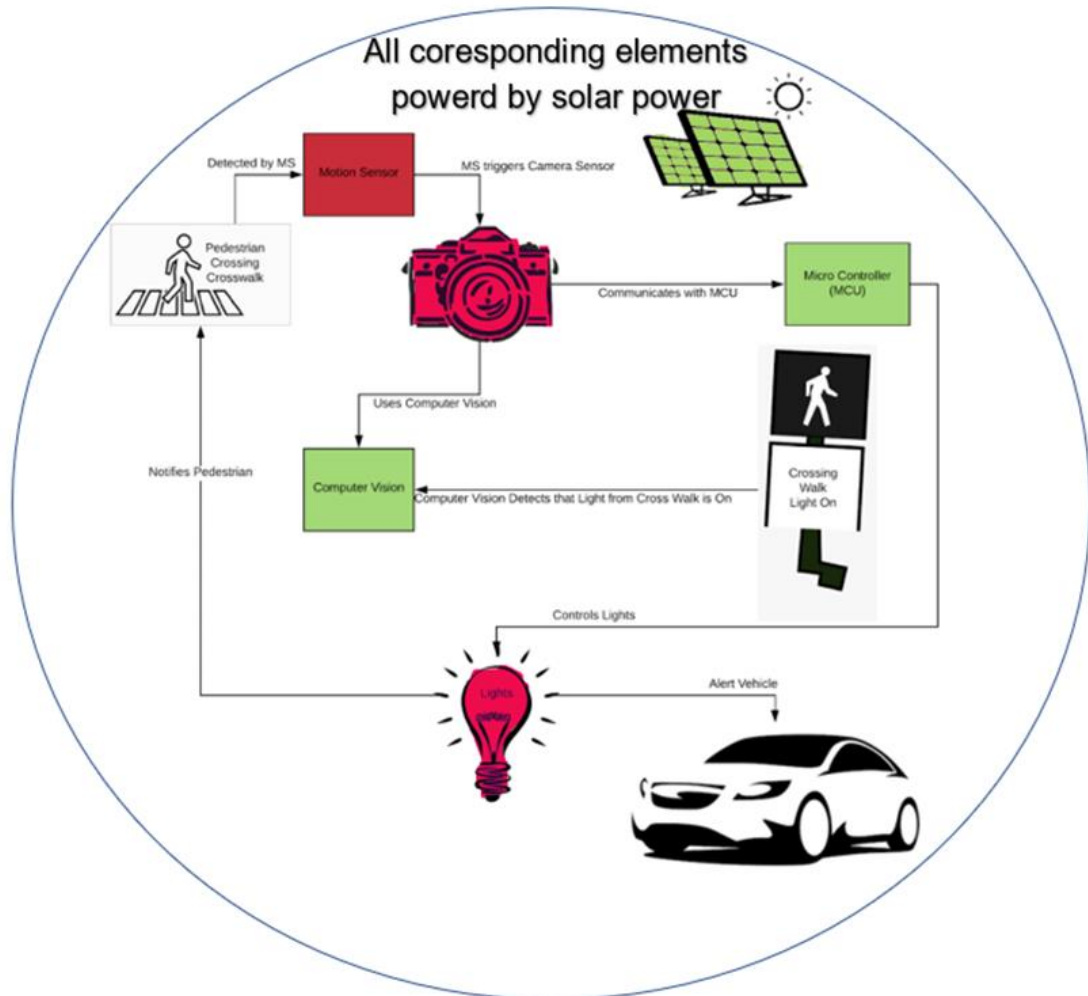 All coresponding elements
powerd by solar power
Detected by MS
Motion Sensor
MS triggers Camera Sensor
Pedestrian
Crossing
Crosswalk
Communicates with MCU
Micro Controller
(MCU)
Uses Computer Vision
Notifies Pedestrian
Computer Vision
Computer Vision Detects that Light from Cross Walk is On
Crossing
Walk
Light On
Controls Lights
Lights
Alert Vehicle